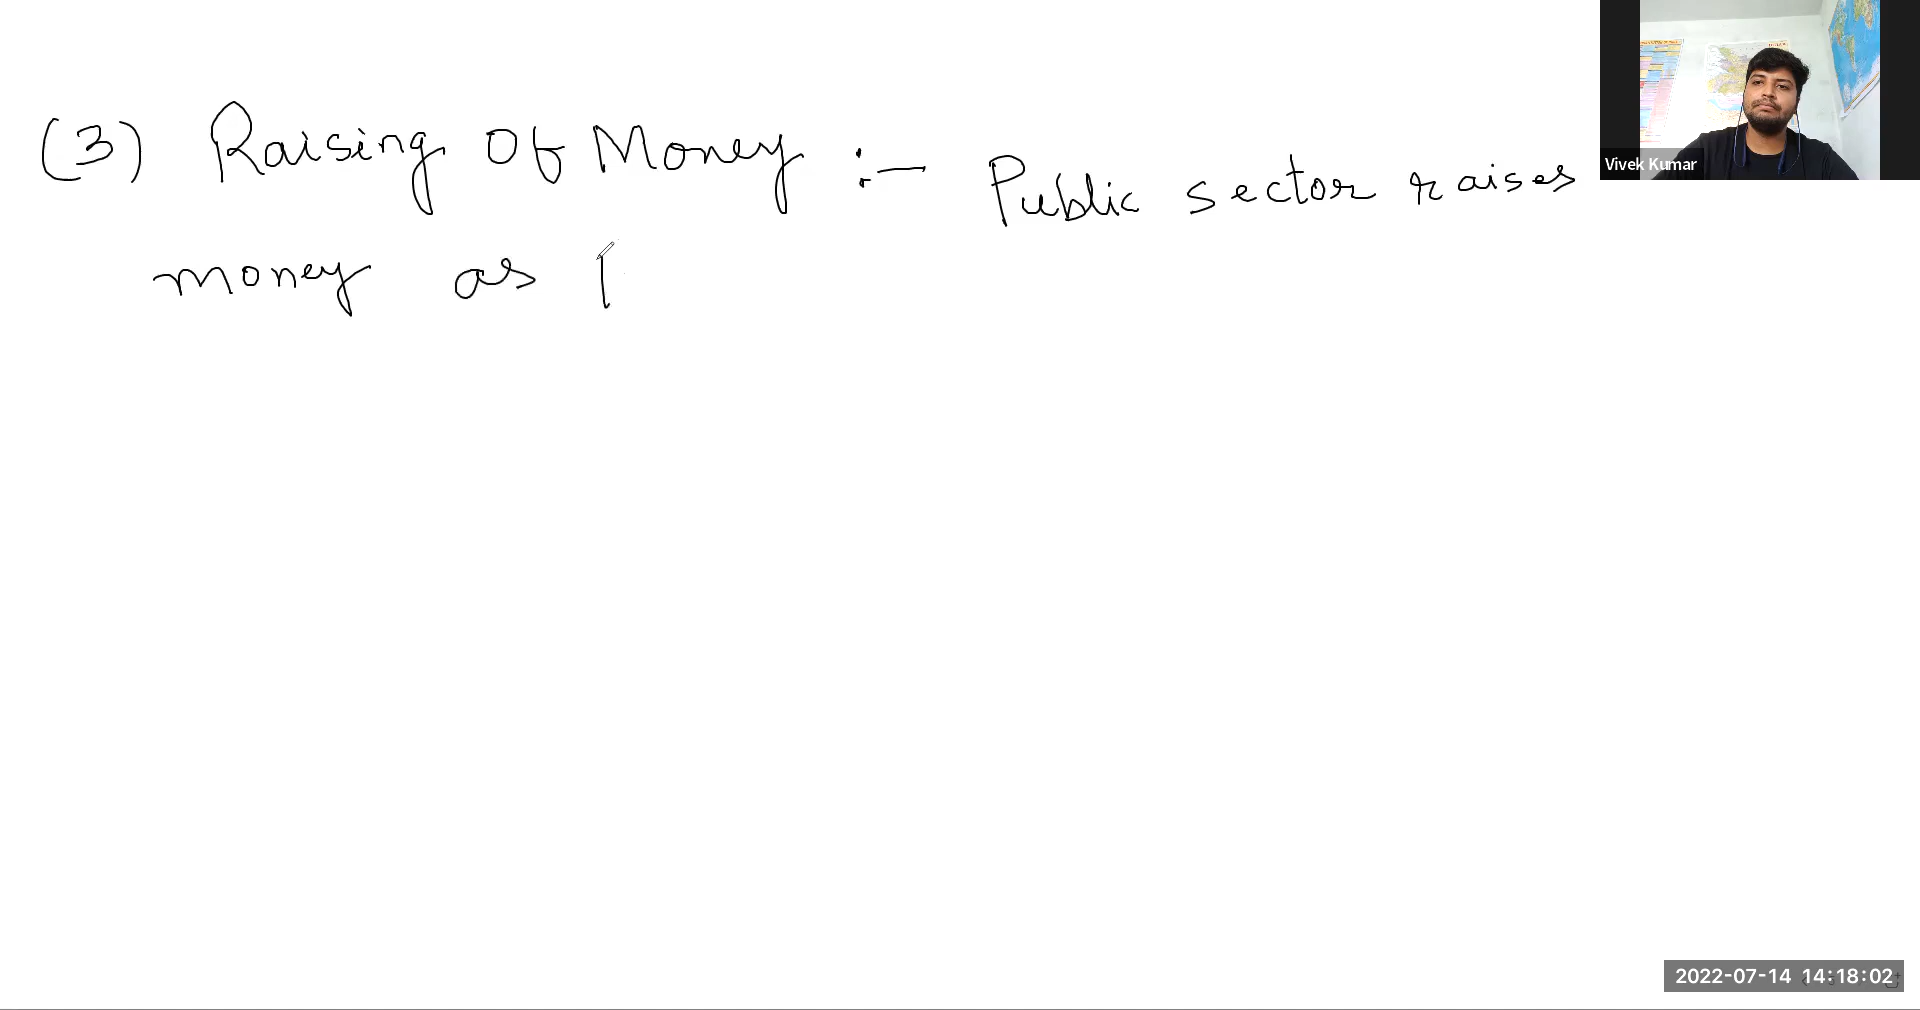 (3) Raising Of Money :- Public sector raises
money as
Vivek Kumar
2022-07-14 14:18:02